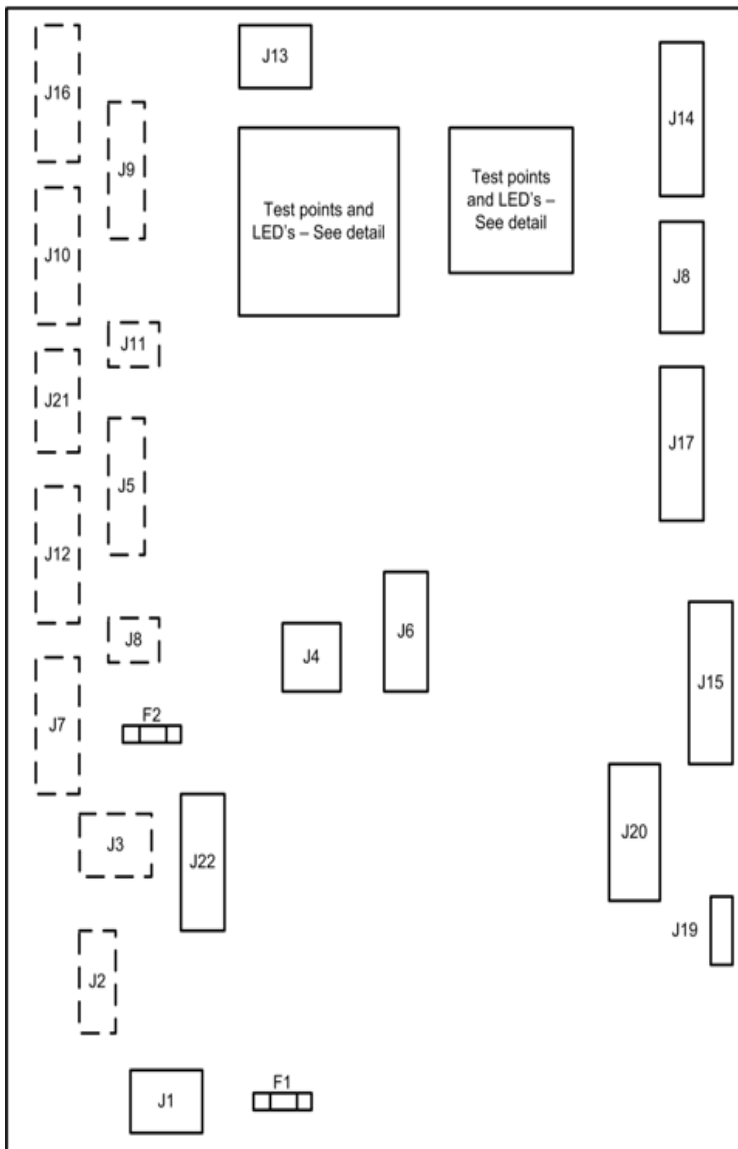 J13
J16
J14
J9
Test points
and LED's –
See detail
Test points and
LED's – See detail
J10
J8
J11
J21
J17
J5
J12
J6
J8
J4
J15
F2
J7
J20
J3
J22
J19
J2
F1
J1